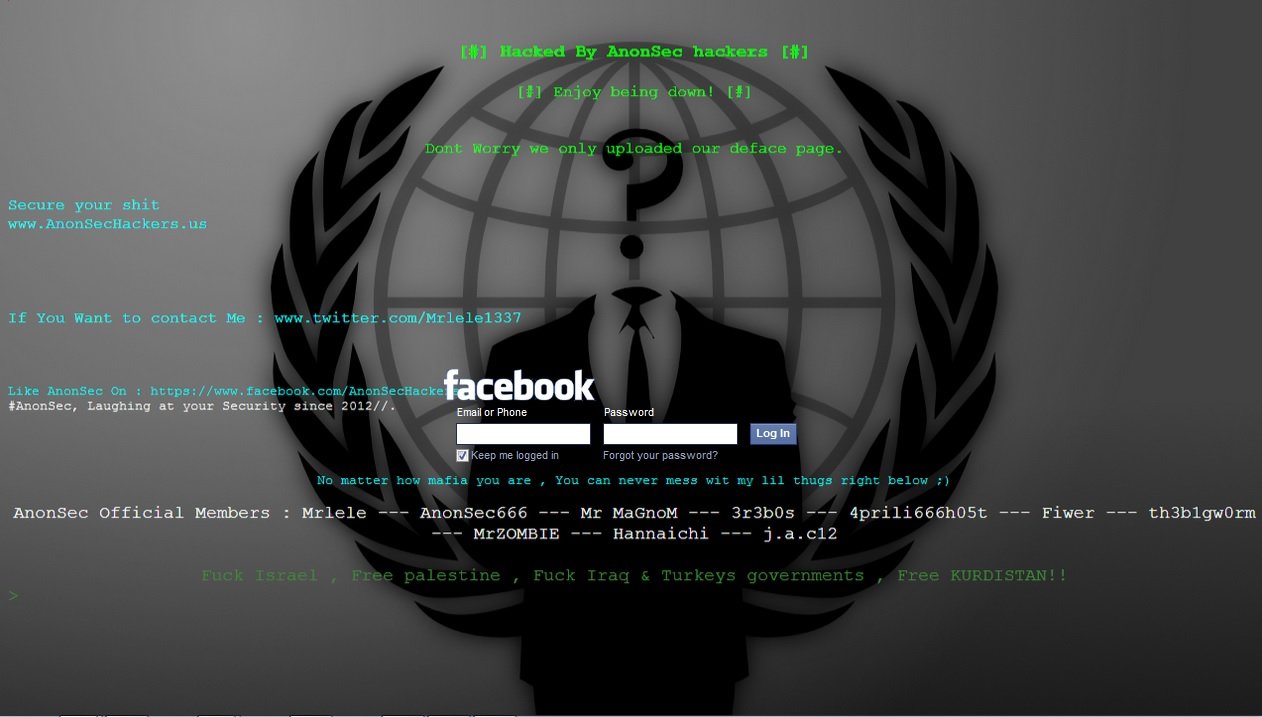 [#] Hacked By AnonSec hackers [#]
[#] Enjoy being down! [#]
Dont Worry we only uploaded our deface page.
Secure your shit
www.AnonSecHackers.us
If You Want to contact Me : www.twitter.com/Mrlele1337
Like AnonSec On : https://www.facebook.com/AnonSecHackers
#AnonSec, Laughing at your Security since 2012//.
facebook
Email or Phone Password
Log In
Keep me logged in Forgot your password?
No matter how mafia you are , You can never mess wit my lil thugs right below ;)
AnonSec Official Members : Mrlele --- AnonSec666 --- Mr MaGnoM --- 3r3b0s --- 4prili666h05t --- Fiwer --- th3b1gw0rm
--- MrZOMBIE --- Hannaichi --- j.a.c12
Fuck Israel , Free palestine , Fuck Iraq & Turkeys governments , Free KURDISTAN!!
>